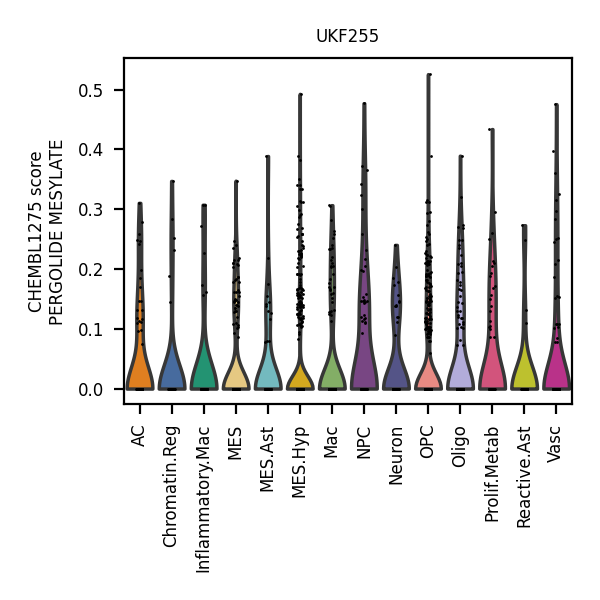 UKF255
CHEMBL1275 score
PERGOLIDE MESYLATE
0.5
0.4
0.3
0.2
0.1
0.0
AC
Chromatin.Reg
Inflammatory.Mac
MES
MES.Ast
MES.Hyp
Mac
NPC
Neuron
OPC
Oligo
Prolif.Metab
Reactive.Ast
Vasc